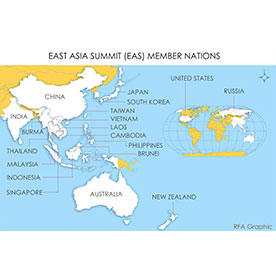 EAST ASIA SUMMIT (EAS) MEMBER NATIONS
UNITED STATES
RUSSIA
JAPAN
SOUTH KOREA
CHINA
TAIWAN
VIETNAM
LAOS
CAMBODIA
PHILIPPINES
BRUNEI
INDIA
BURMA
THAILAND
MALAYSIA
INDONESIA
SINGAPORE
AUSTRALIA
NEW ZEALAND
RFA Graphic